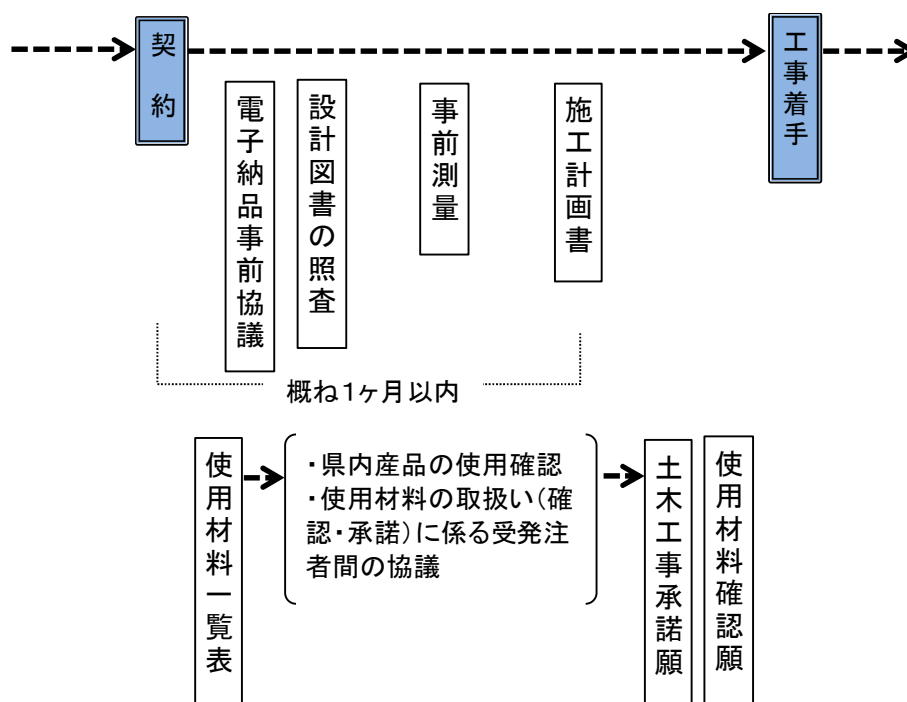 契約
工事着手
電子納品事前協議
設計図書の照査
事前測量
施工計画書
概ね1ヶ月以内
使用材料一覧表
・県内産品の使用確認
・使用材料の取扱い(確
認・承諾)に係る受発注
者間の協議
土木工事承諾願
使用材料確認願